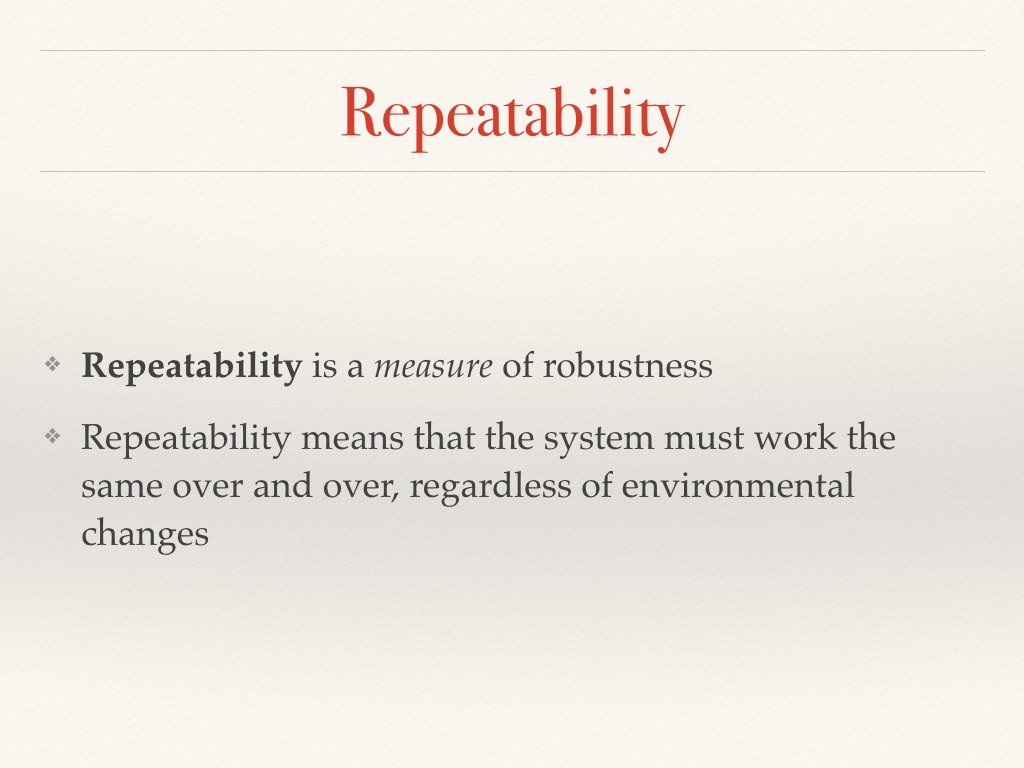 Repeatability
❖ Repeatability is a measure of robustness
❖ Repeatability means that the system must work the
same over and over, regardless of environmental
changes